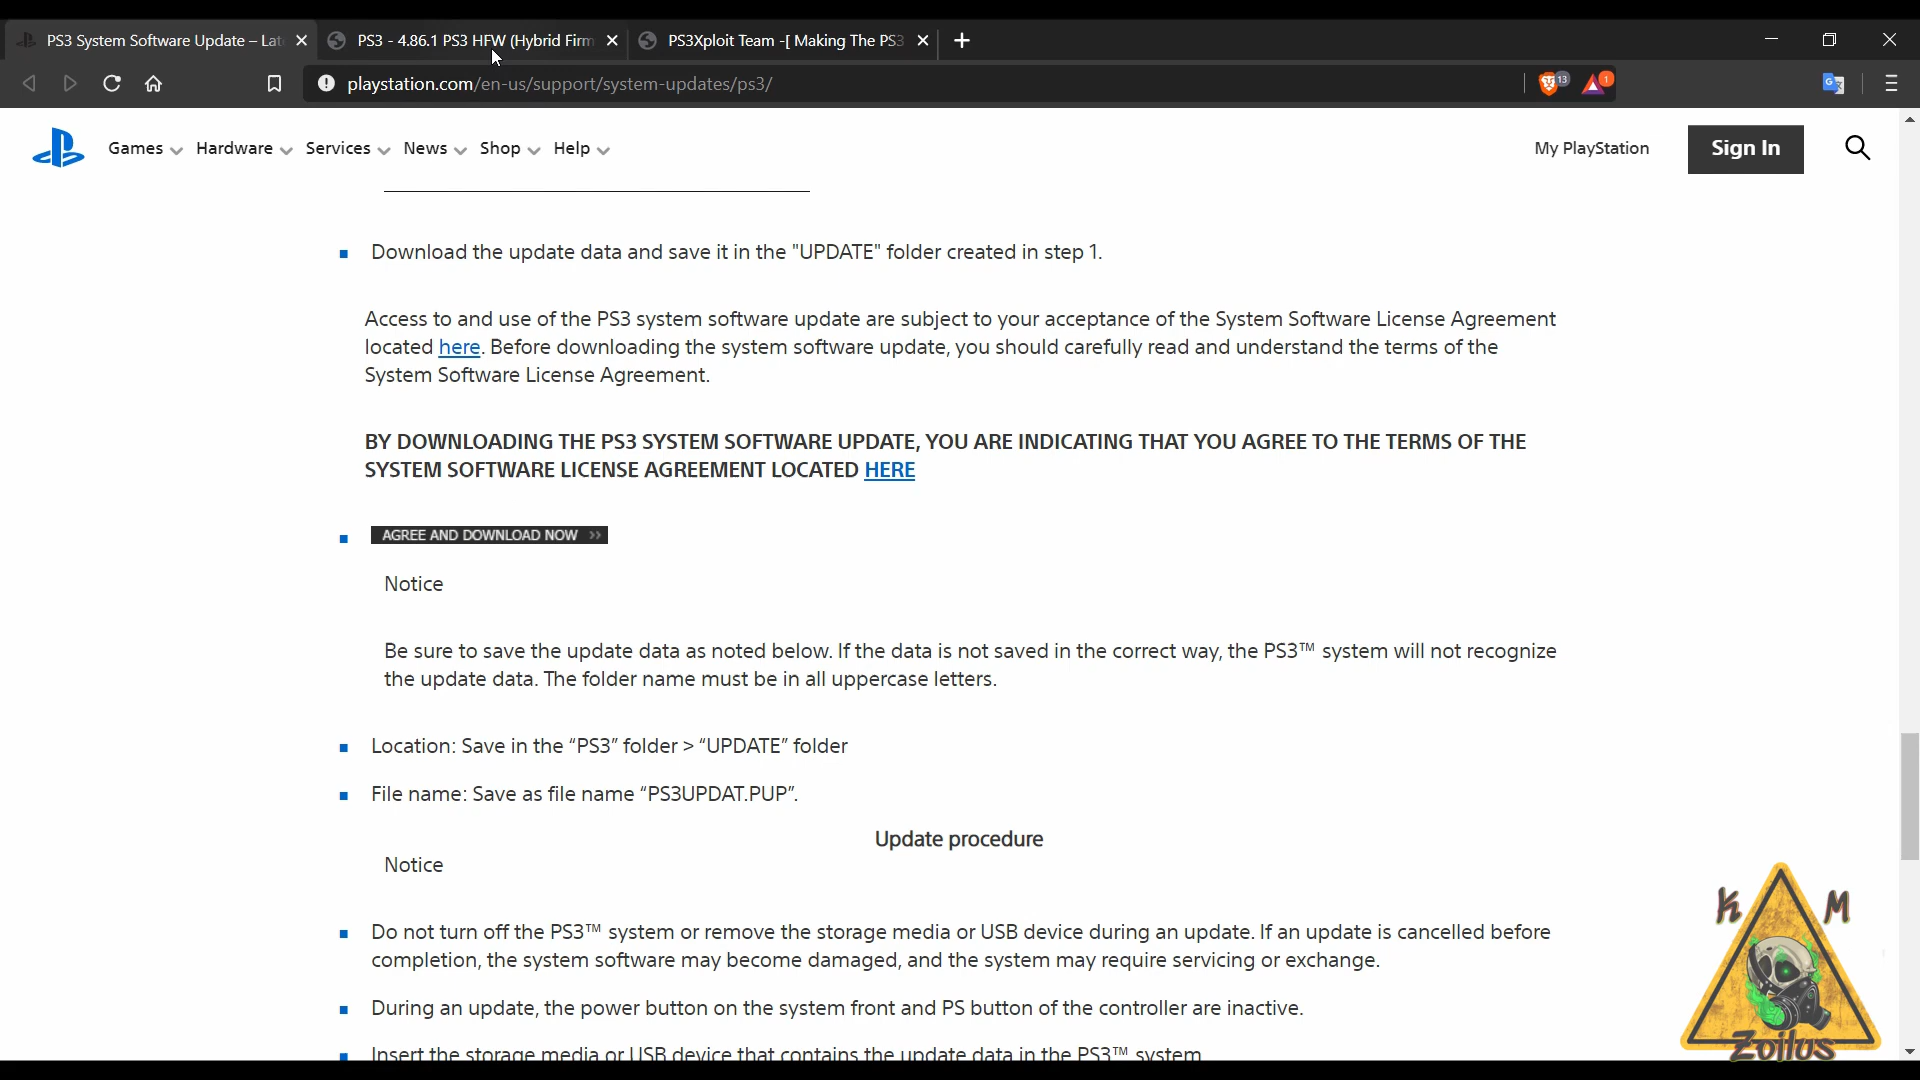 PS3 System Software Update – Lat
PS3 - 4.86.1 PS3 HFW (Hybrid Firm
PS3Xploit Team -[ Making The PS3
playstation.com/en-us/support/system-updates/ps3/
13
1
Games
Hardware
Services
News
Shop
Help
My PlayStation
Sign In
Download the update data and save it in the "UPDATE" folder created in step 1.
Access to and use of the PS3 system software update are subject to your acceptance of the System Software License Agreement
located here. Before downloading the system software update, you should carefully read and understand the terms of the
System Software License Agreement.
BY DOWNLOADING THE PS3 SYSTEM SOFTWARE UPDATE, YOU ARE INDICATING THAT YOU AGREE TO THE TERMS OF THE
SYSTEM SOFTWARE LICENSE AGREEMENT LOCATED HERE
AGREE AND DOWNLOAD NOW »
Notice
Be sure to save the update data as noted below. If the data is not saved in the correct way, the PS3™ system will not recognize
the update data. The folder name must be in all uppercase letters.
Location: Save in the “PS3” folder > “UPDATE” folder
File name: Save as file name “PS3UPDAT.PUP”.
Update procedure
Notice
Do not turn off the PS3™ system or remove the storage media or USB device during an update. If an update is cancelled before
completion, the system software may become damaged, and the system may require servicing or exchange.
During an update, the power button on the system front and PS button of the controller are inactive.
Insert the storage media or USB device that contains the update data in the PS3™ system
K M
Zoilus